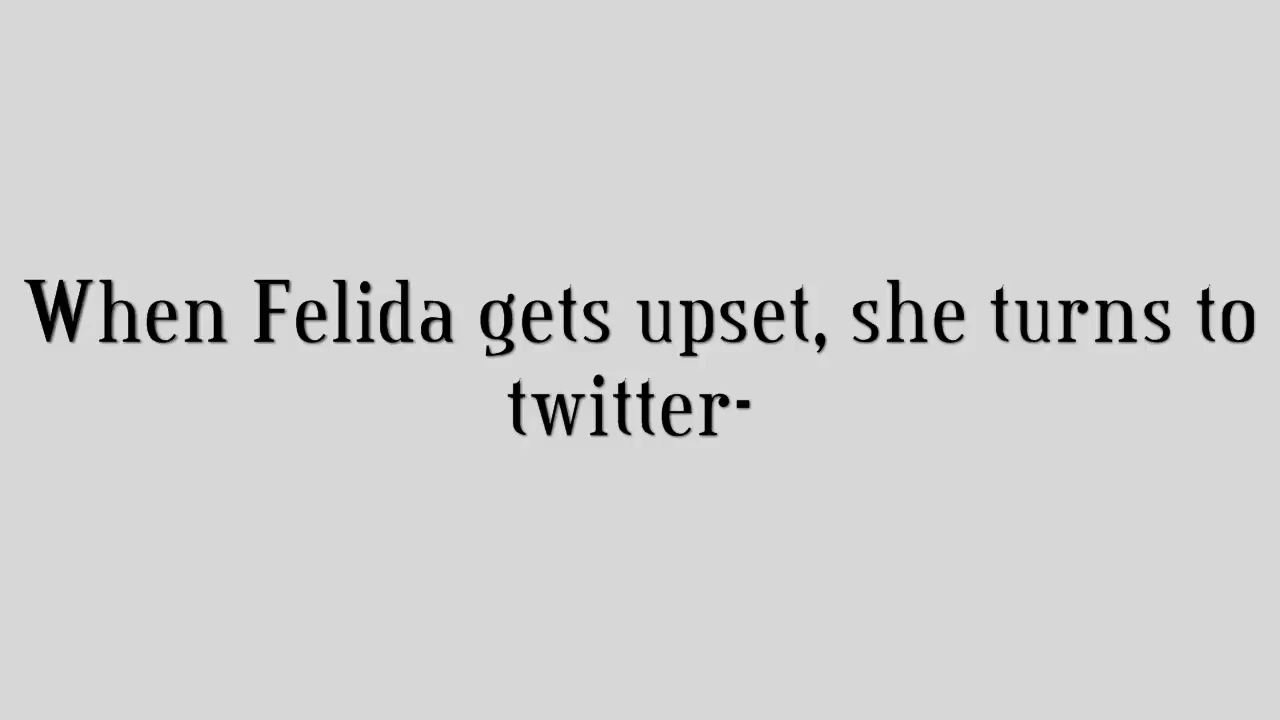 When Felida gets upset, she turns to
twitter-